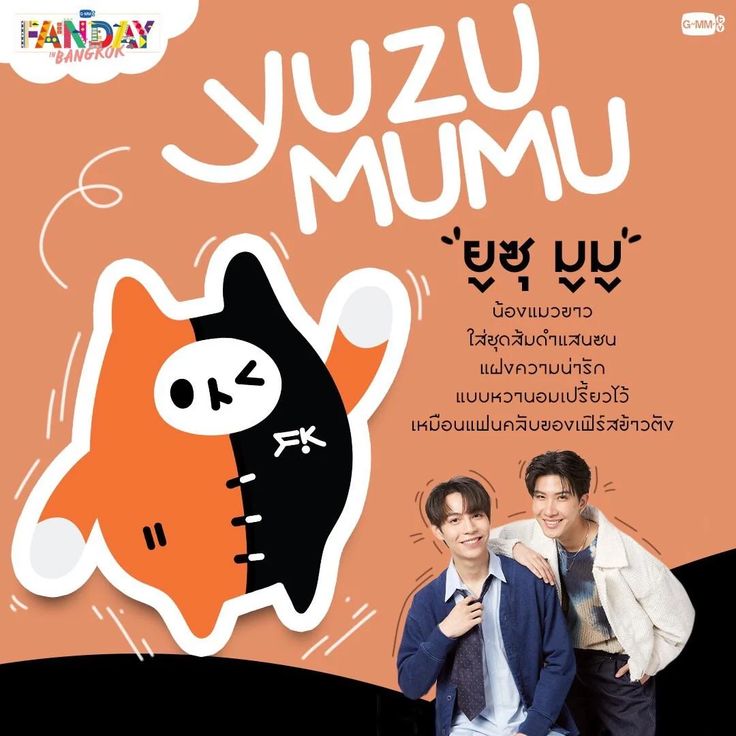 FANDAY
IN BANGKOK
G-MM-TV
yuzu
MUMU
ยูซุ มูมู
น้องแมวขาว
ใส่ชุดส้มดำแสนซน
แฝงความน่ารัก
แบบหวานอมเปรี้ยวไว้
เหมือนแฟนคลับของเฟิร์สข้าวตัง
FK